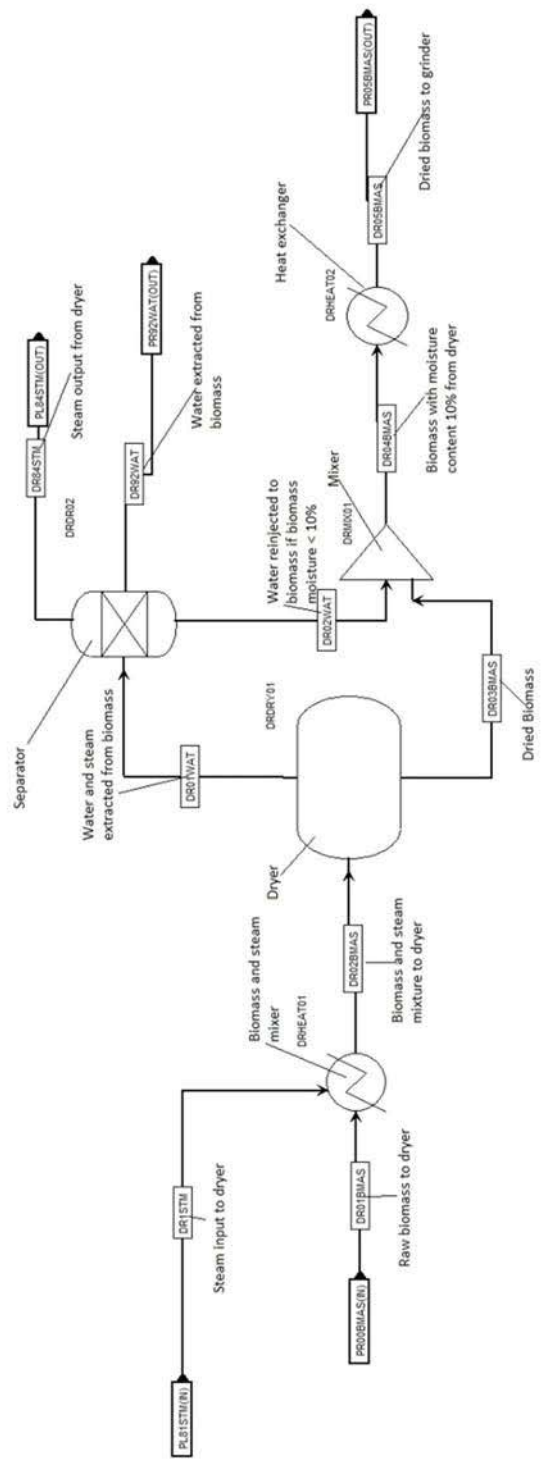 PL81STM(IN)
DR1STM
Steam input to dryer
PR00BMAS(IN)
DR01BMAS
Raw biomass to dryer
Biomass and steam
mixer
DRHEAT01
DR02BMAS
Biomass and steam
mixture to dryer
Dryer
DRDRY01
DR01WAT
Water and steam
extracted from biomass
Separator
DRDR02
DR84STM
PL84STM(OUT)
Steam output from dryer
DR92WAT
PR92WAT(OUT)
Water extracted from
biomass
Water reinjected to
biomass if biomass
moisture < 10%
DR02WAT
DR03BMAS
Dried Biomass
DRMIX01
Mixer
DR04BMAS
Biomass with moisture
content 10% from dryer
DRHEAT02
Heat exchanger
DR05BMAS
PR05BMAS(OUT)
Dried biomass to grinder